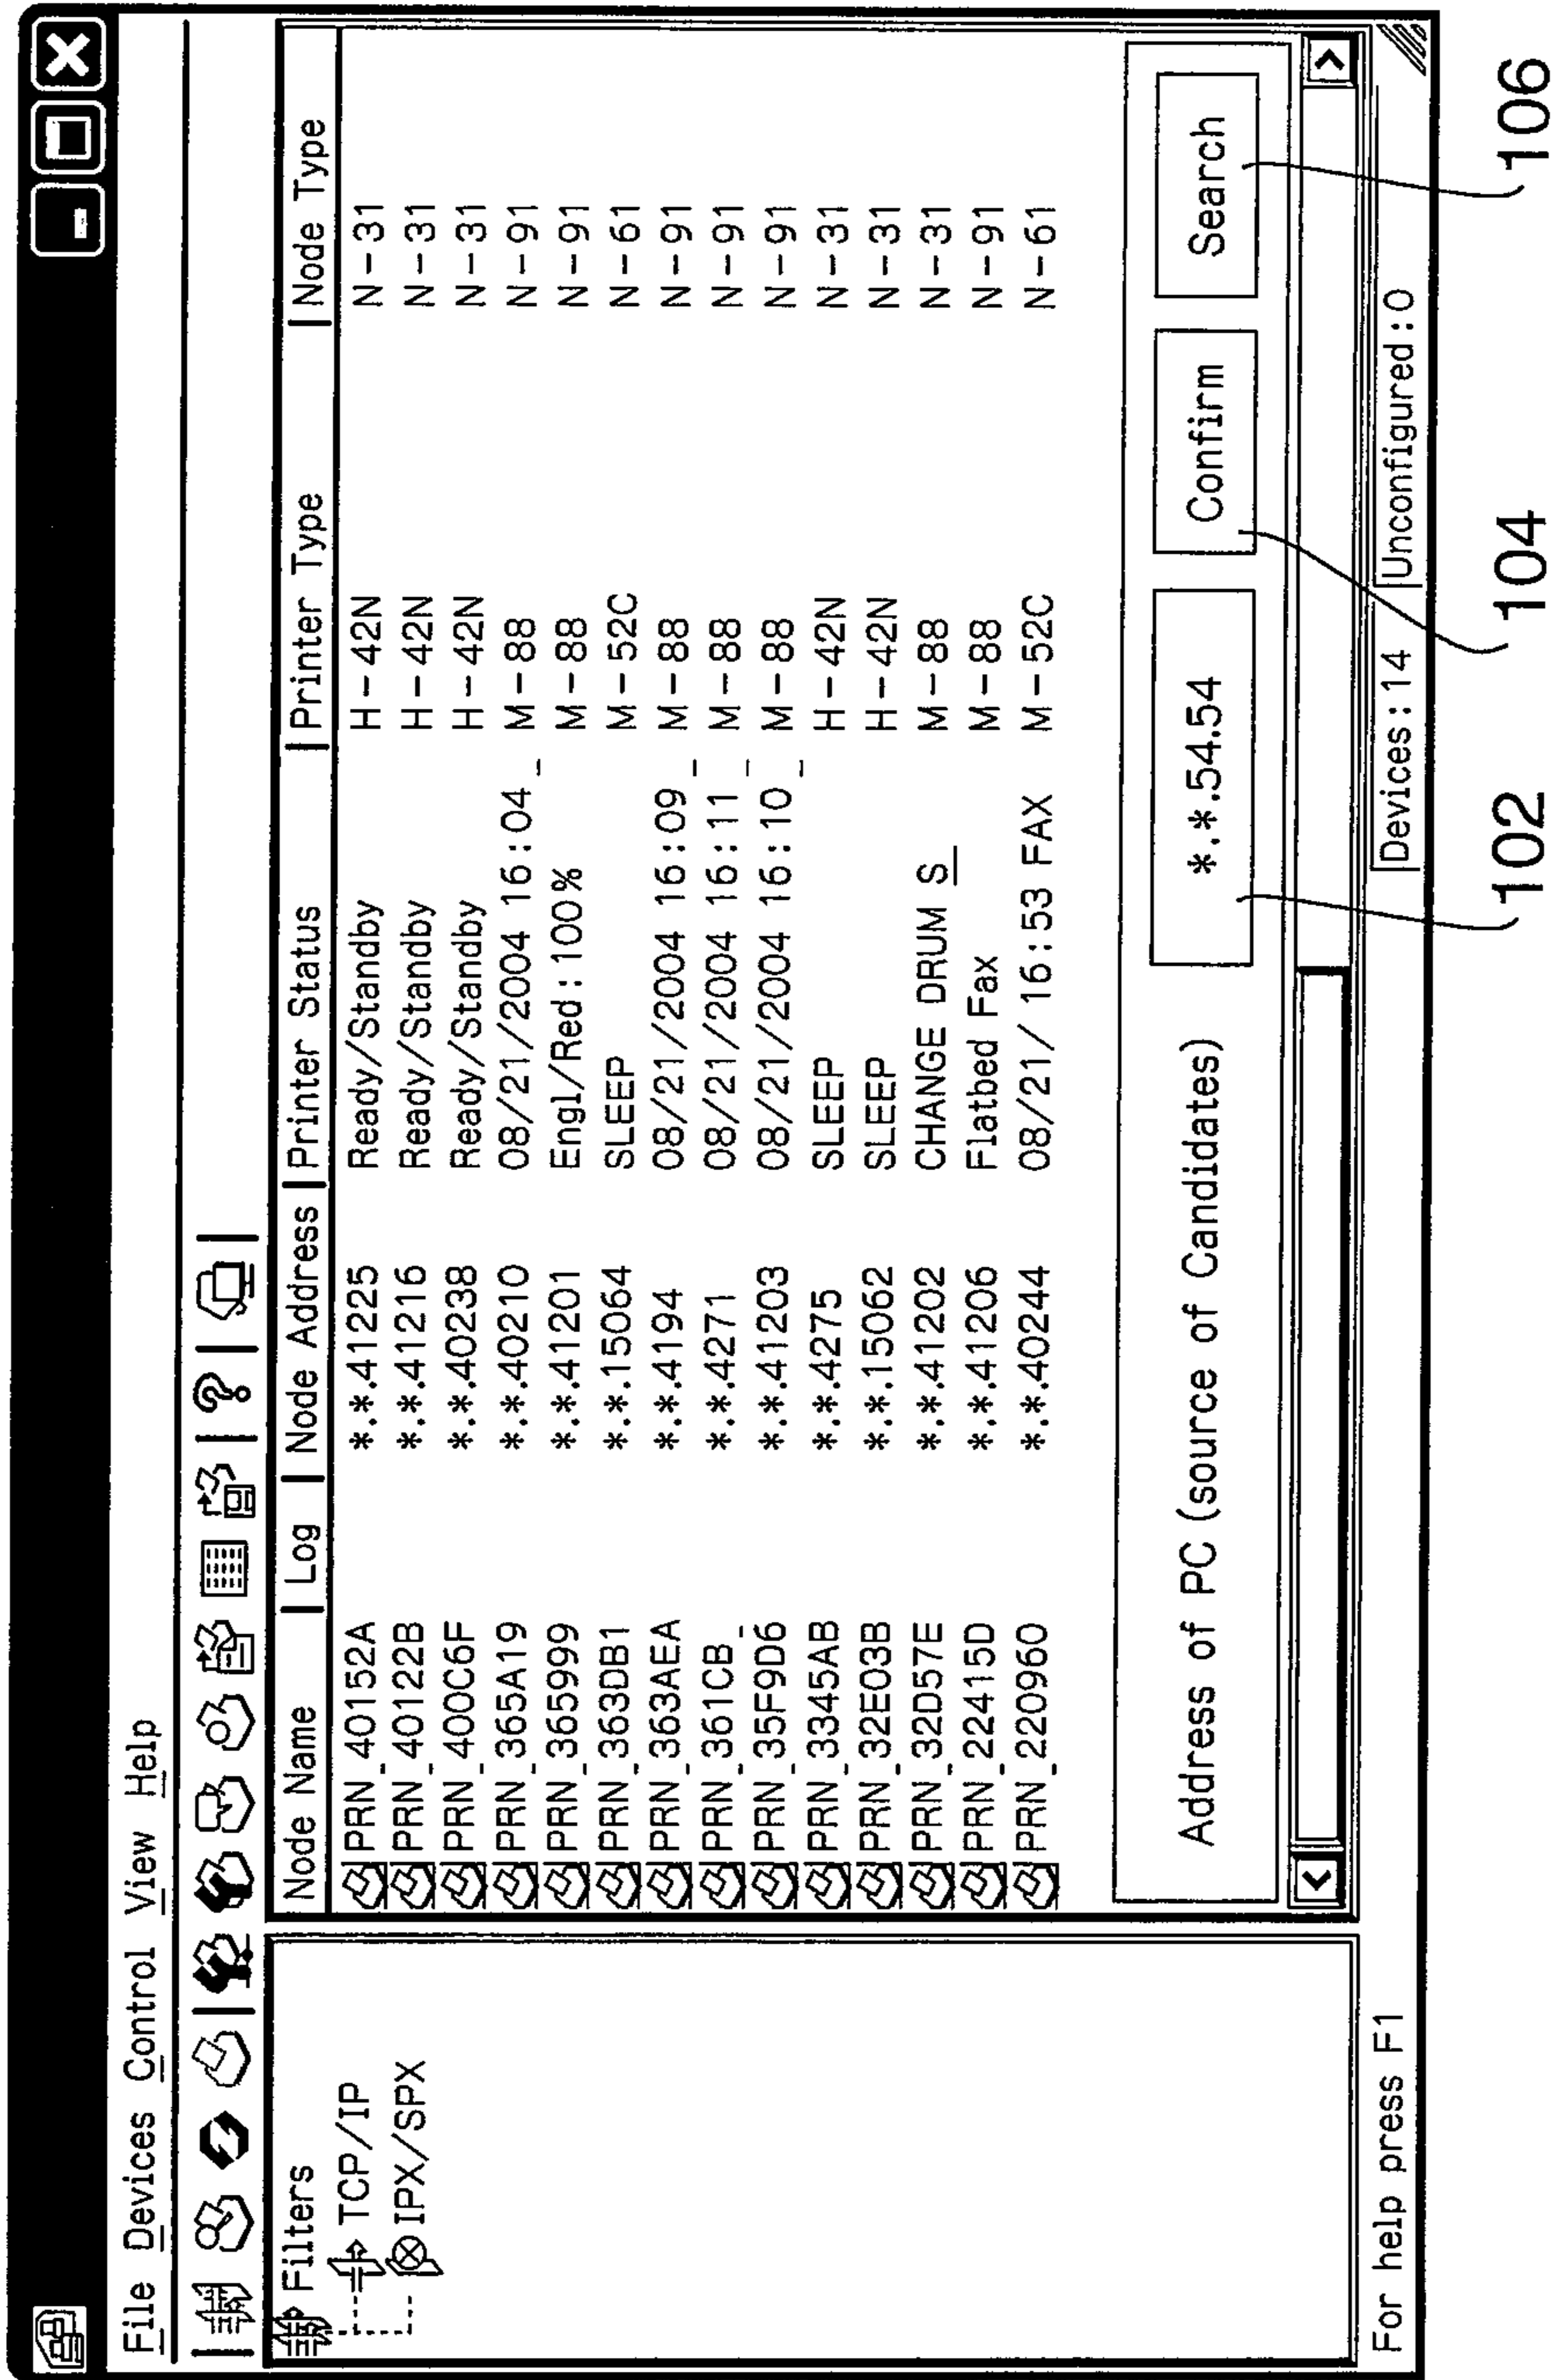 File Devices Control View Help
Filters
TCP/IP
IPX/SPX
Node Name | Log | Node Address | Printer Status | Printer Type | Node Type
PRN_40152A *.*.41225 Ready/Standby H-42N N-31
PRN_40122B *.*.41216 Ready/Standby H-42N N-31
PRN_400C6F *.*.40238 Ready/Standby H-42N N-31
PRN_365A19 *.*.40210 08/21/2004 16:04_ M-88 N-91
PRN_365999 *.*.41201 Engl/Red:100% M-88 N-91
PRN_363DB1 *.*.15064 SLEEP M-52C N-61
PRN_363AEA *.*.4194 08/21/2004 16:09_ M-88 N-91
PRN_361CB_ *.*.4271 08/21/2004 16:11_ M-88 N-91
PRN_35F9D6 *.*.41203 08/21/2004 16:10_ M-88 N-91
PRN_3345AB *.*.4275 SLEEP H-42N N-31
PRN_32E03B *.*.15062 SLEEP H-42N N-31
PRN_32D57E *.*.41202 CHANGE DRUM S M-88 N-31
PRN_22415D *.*.41206 Flatbed Fax M-88 N-91
PRN_220960 *.*.40244 08/21/ 16:53 FAX M-52C N-61
Address of PC (source of Candidates) *.*.54.54 Confirm Search
For help press F1 Devices:14 Unconfigured:0
102 104 106